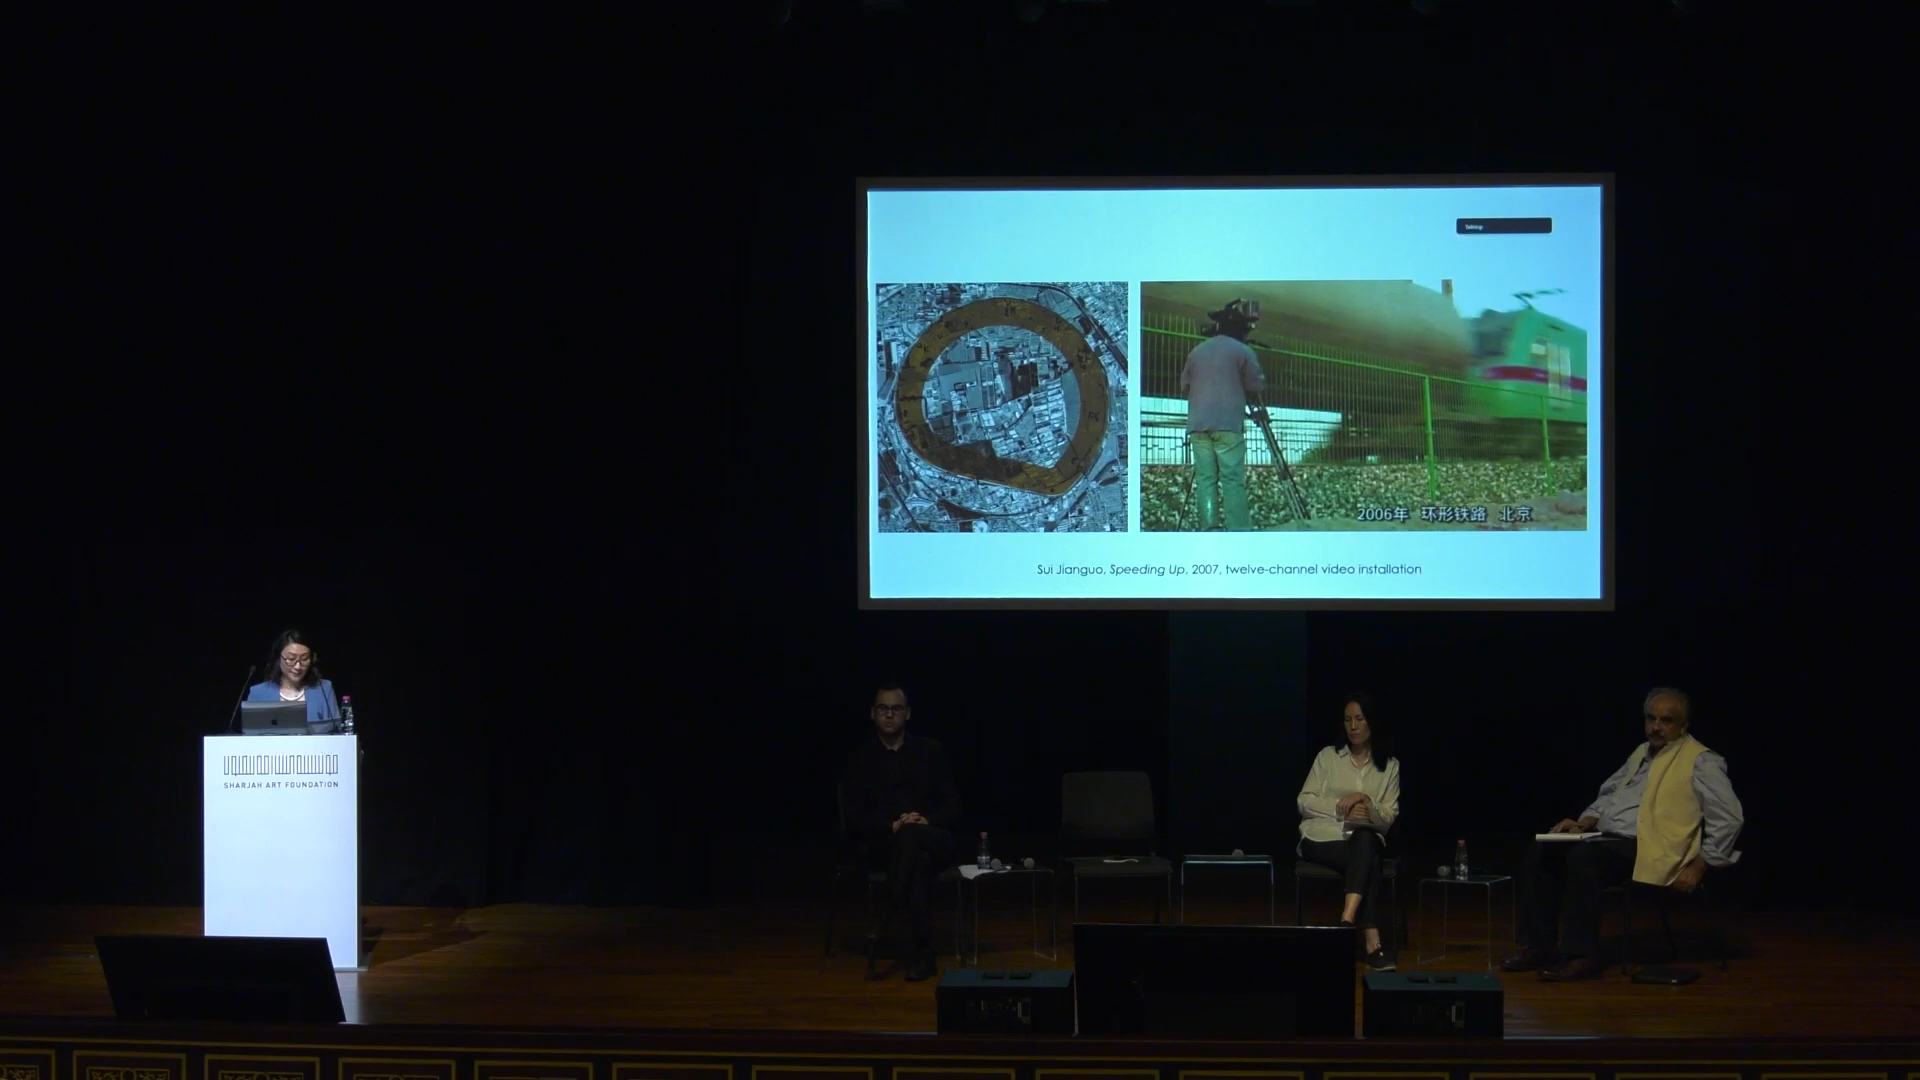 Talking:
2006年 环形铁路 北京
Sui Jianguo, Speeding Up, 2007, twelve-channel video installation
SHARJAH ART FOUNDATION